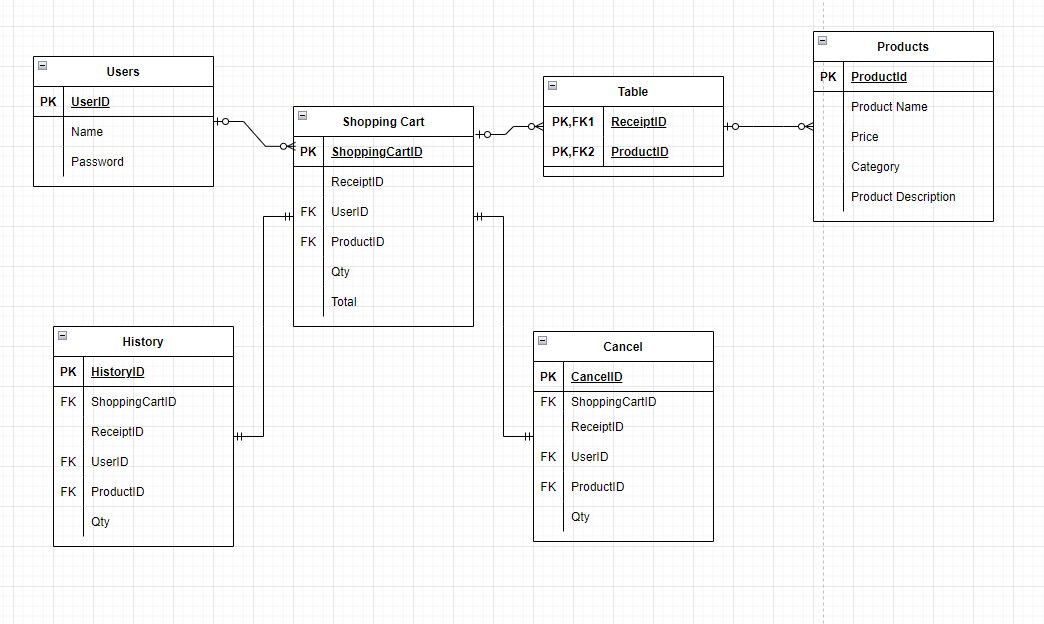 Users
PK UserID
Name
Password
Shopping Cart
PK ShoppingCartID
ReceiptID
FK UserID
FK ProductID
Qty
Total
Table
PK,FK1 ReceiptID
PK,FK2 ProductID
Products
PK ProductId
Product Name
Price
Category
Product Description
History
PK HistoryID
FK ShoppingCartID
ReceiptID
FK UserID
FK ProductID
Qty
Cancel
PK CancelID
FK ShoppingCartID
ReceiptID
FK UserID
FK ProductID
Qty